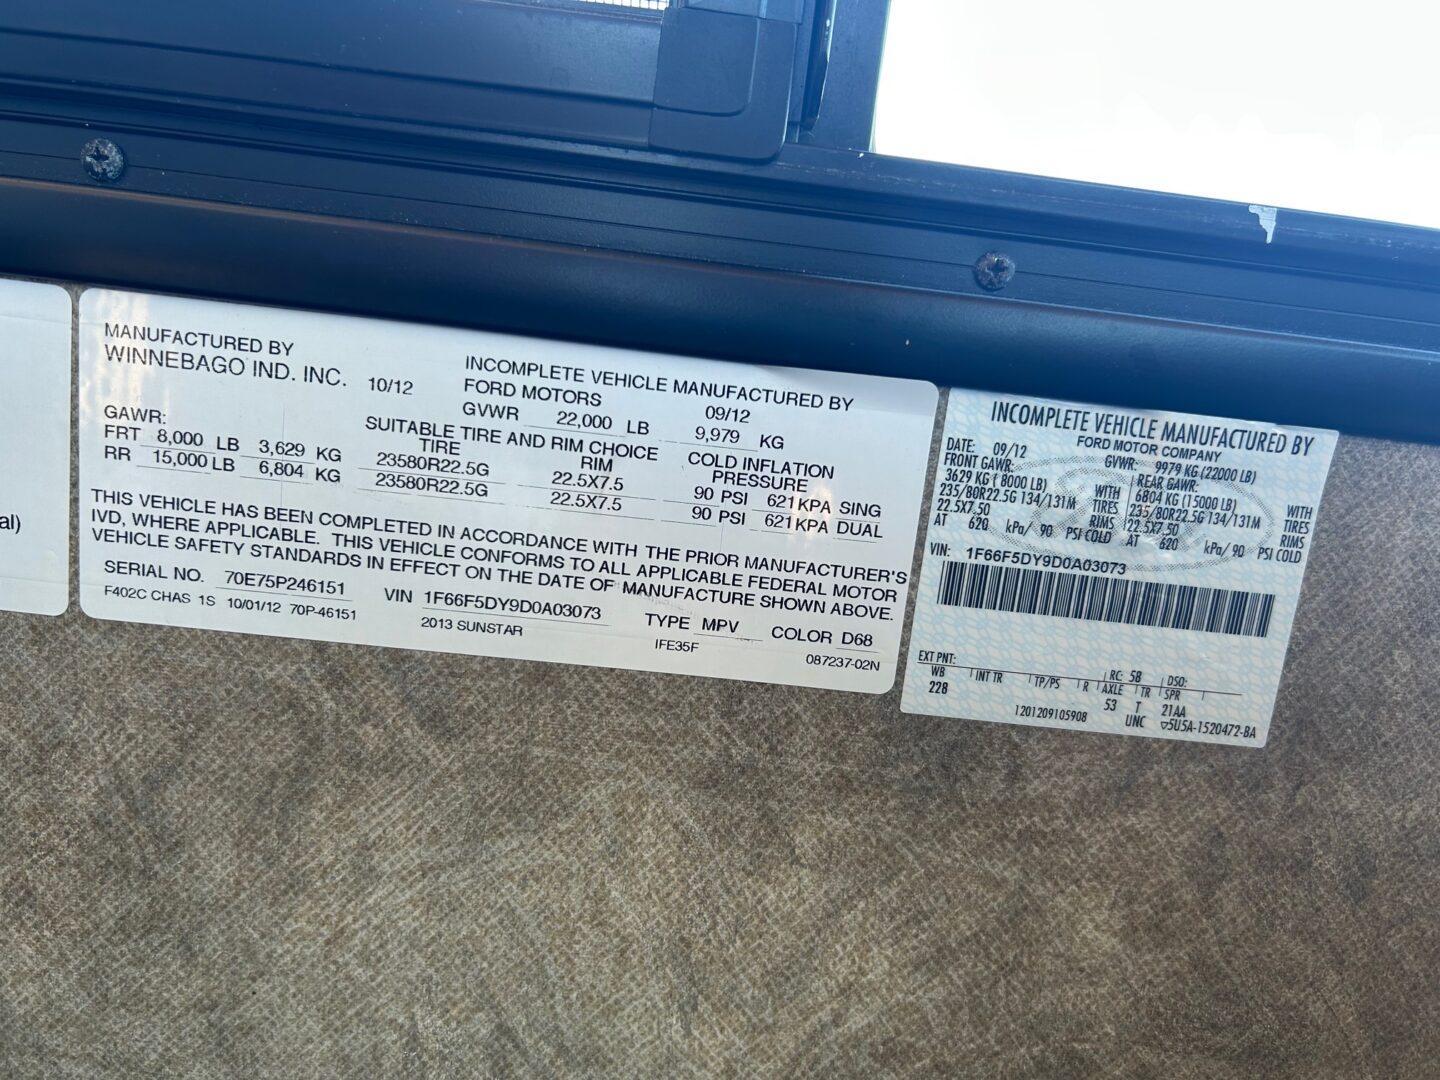 al)
MANUFACTURED BY
WINNEBAGO IND. INC. 10/12
INCOMPLETE VEHICLE MANUFACTURED BY
FORD MOTORS 09/12
GVWR 22,000 LB 9,979 KG
GAWR:
FRT 8,000 LB 3,629 KG
RR 15,000 LB 6,804 KG
SUITABLE TIRE AND RIM CHOICE
TIRE RIM
23580R22.5G 22.5X7.5
23580R22.5G 22.5X7.5
COLD INFLATION
PRESSURE
90 PSI 621 KPA SING
90 PSI 621 KPA DUAL
THIS VEHICLE HAS BEEN COMPLETED IN ACCORDANCE WITH THE PRIOR MANUFACTURER'S
IVD, WHERE APPLICABLE. THIS VEHICLE CONFORMS TO ALL APPLICABLE FEDERAL MOTOR
VEHICLE SAFETY STANDARDS IN EFFECT ON THE DATE OF MANUFACTURE SHOWN ABOVE.
SERIAL NO. 70E75P246151 VIN 1F66F5DY9D0A03073 TYPE MPV COLOR D68
F402C CHAS 1S 10/01/12 70P-46151 2013 SUNSTAR IFE35F 087237-02N
INCOMPLETE VEHICLE MANUFACTURED BY
FORD MOTOR COMPANY
DATE: 09/12 GVWR: 9979 KG (22000 LB)
FRONT GAWR: REAR GAWR:
3629 KG ( 8000 LB) WITH 6804 KG (15000 LB) WITH
235/80R22.5G 134/131M TIRES 235/80R22.5G 134/131M TIRES
22.5X7.50 RIMS 22.5X7.50 RIMS
AT 620 kPa/ 90 PSI COLD AT 620 kPa/ 90 PSI COLD
VIN: 1F66F5DY9D0A03073
EXT PNT: RC: 58 DSO:
WB INT TR TP/PS R AXLE TR SPR
228 53 T 21AA
1201209105908 UNC ▽5U5A-1520472-BA